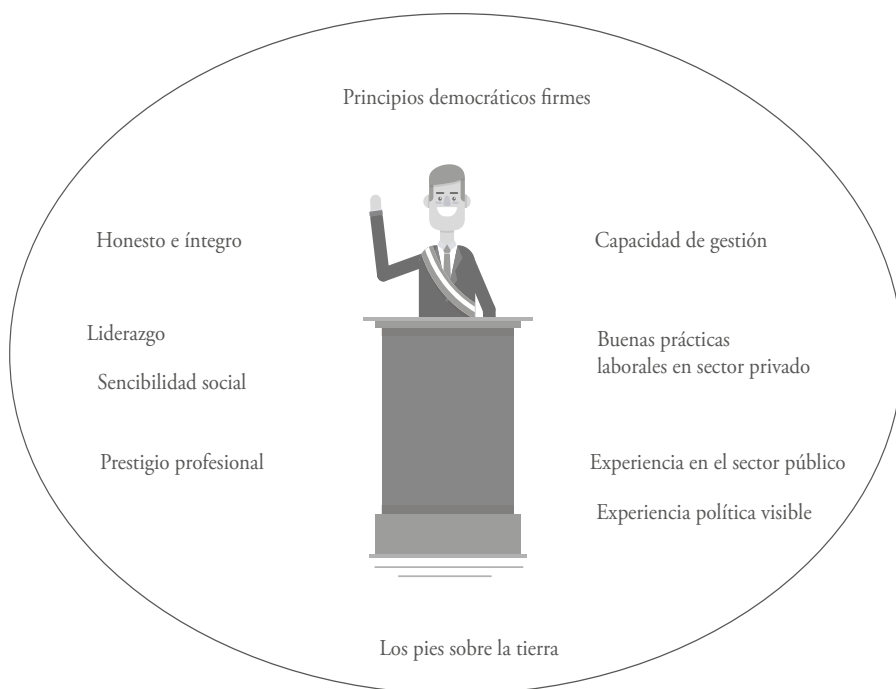 Principios democráticos firmes
Honesto e íntegro
Capacidad de gestión
Liderazgo
Buenas prácticas
laborales en sector privado
Sencibilidad social
Prestigio profesional
Experiencia en el sector público
Experiencia política visible
Los pies sobre la tierra